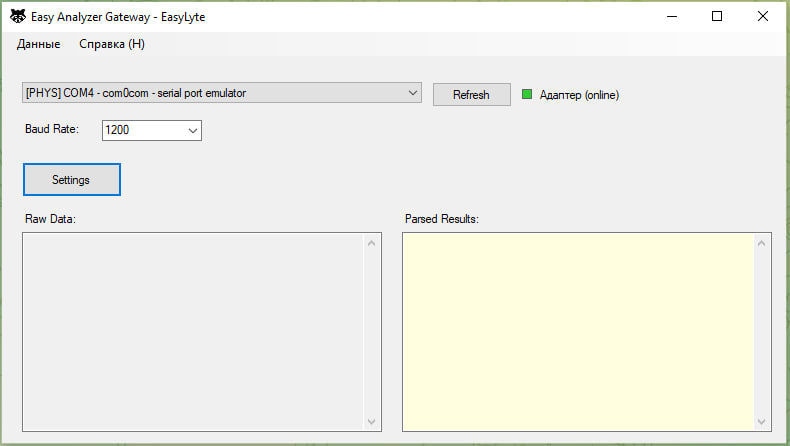 Easy Analyzer Gateway - EasyLyte
Данные Справка (H)
[PHYS] COM4 - com0com - serial port emulator Refresh Адаптер (online)
Baud Rate: 1200
Settings
Raw Data: Parsed Results: